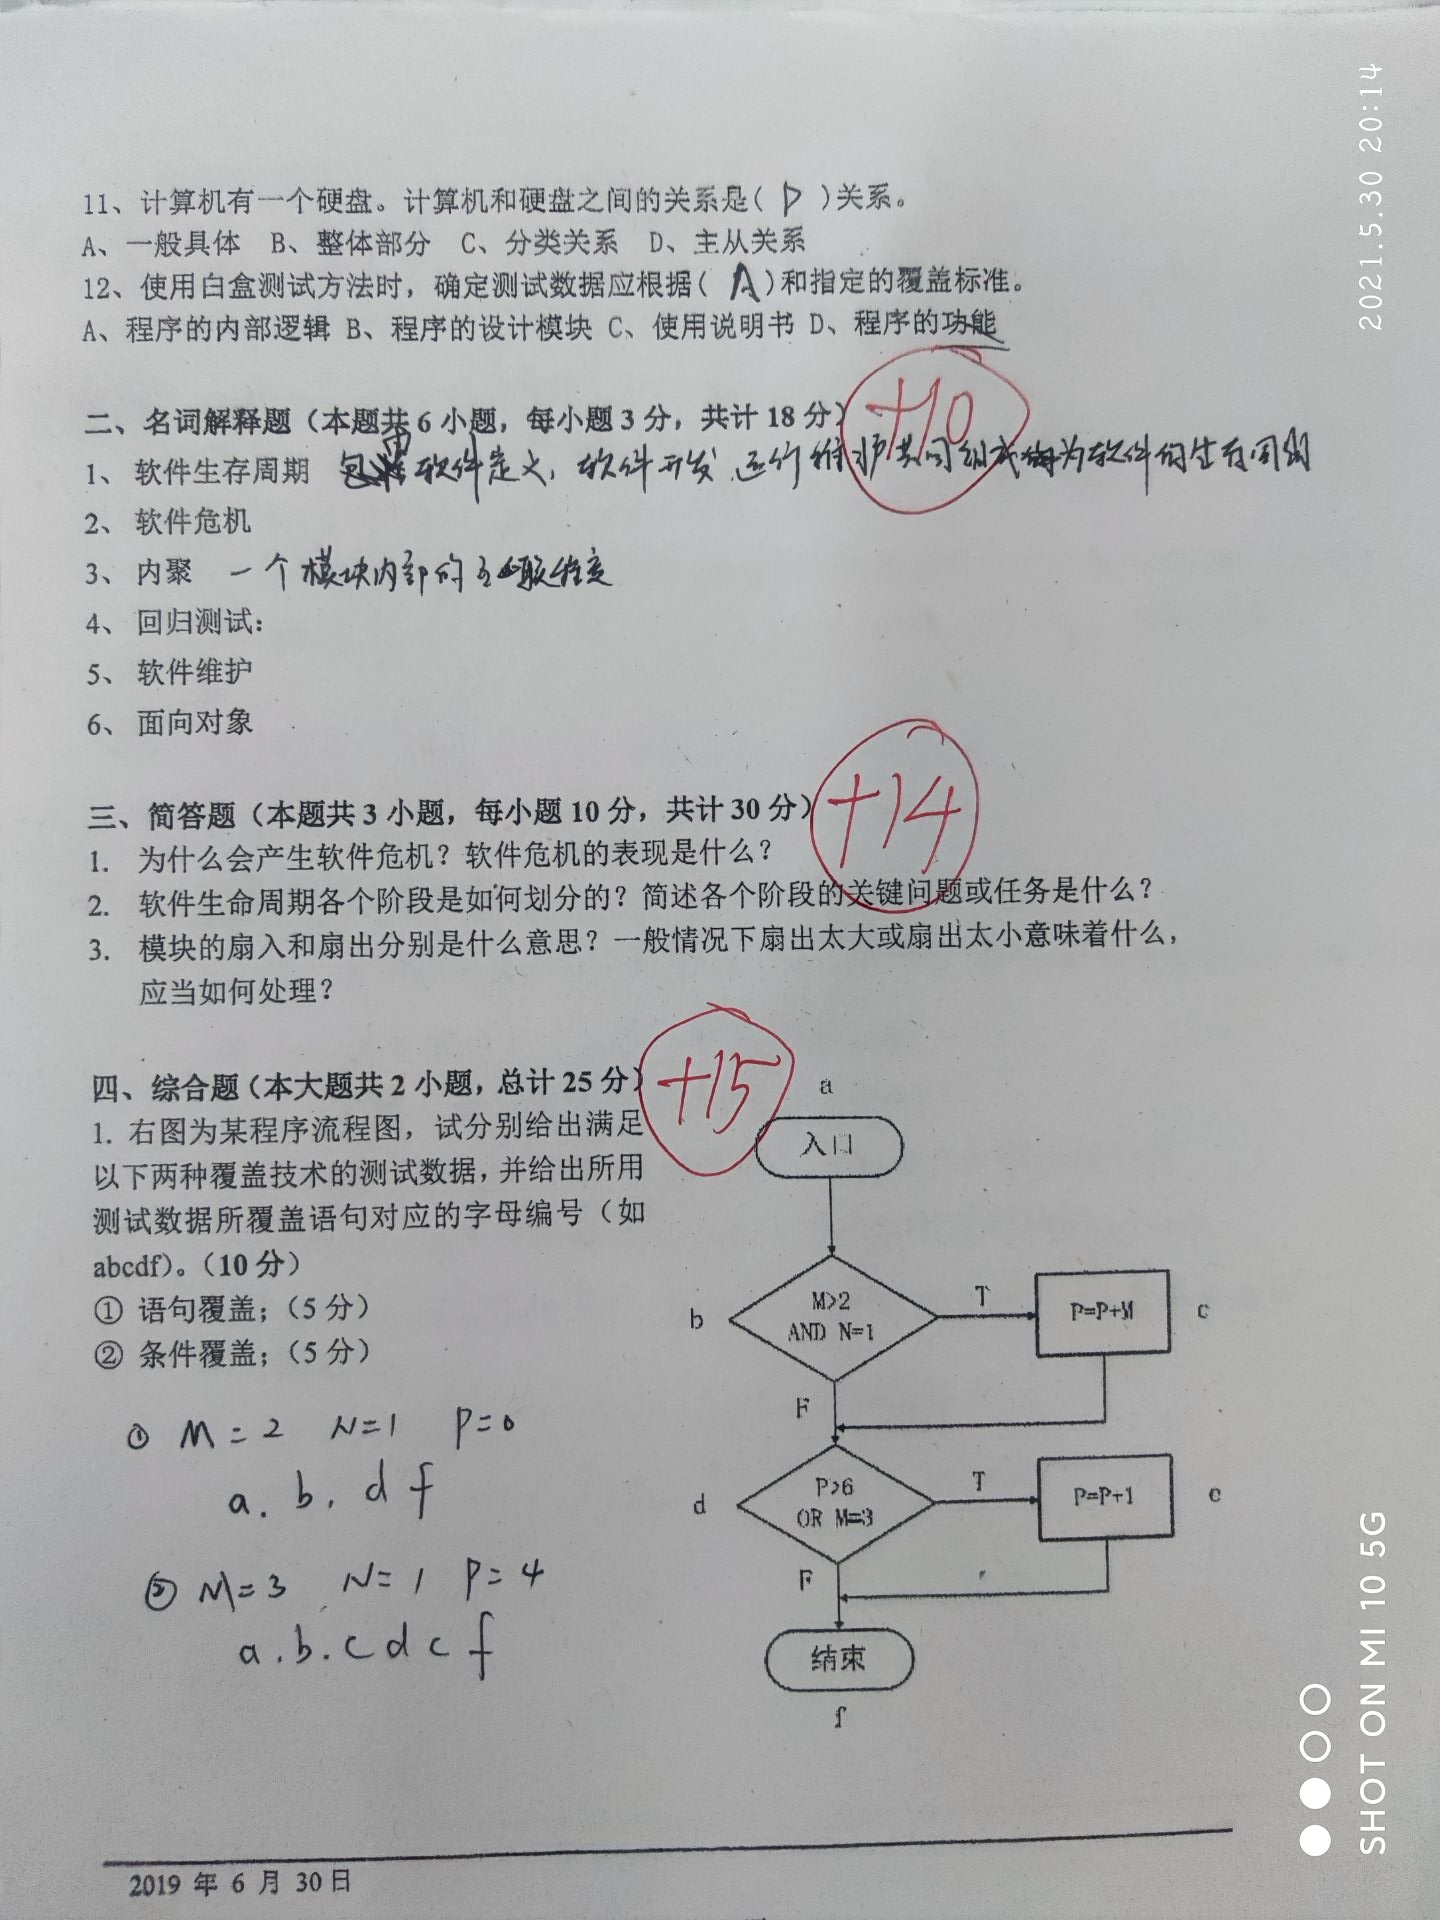 11、计算机有一个硬盘。计算机和硬盘之间的关系是( D )关系。
A、一般具体 B、整体部分 C、分类关系 D、主从关系
12、使用白盒测试方法时，确定测试数据应根据( A )和指定的覆盖标准。
A、程序的内部逻辑 B、程序的设计模块 C、使用说明书 D、程序的功能
二、名词解释题（本题共 6 小题，每小题 3 分，共计 18 分） +10
1、 软件生存周期 由软件定义，软件开发 运行维护共同组成 称为软件的生存周期
2、 软件危机
3、 内聚 一个模块内部的互联程度
4、 回归测试:
5、 软件维护
6、 面向对象
三、简答题（本题共 3 小题，每小题 10 分，共计 30 分） +14
1. 为什么会产生软件危机？软件危机的表现是什么？
2. 软件生命周期各个阶段是如何划分的？简述各个阶段的关键问题或任务是什么？
3. 模块的扇入和扇出分别是什么意思？一般情况下扇出太大或扇出太小意味着什么，
应当如何处理？
四、综合题（本大题共 2 小题，总计 25 分） +15
1. 右图为某程序流程图，试分别给出满足
以下两种覆盖技术的测试数据，并给出所用
测试数据所覆盖语句对应的字母编号（如
abcdf）。（10 分）
① 语句覆盖；（5 分）
② 条件覆盖；（5 分）
① M=2 N=1 P=0
a. b. d f
② M=3 N=1 P=4
a.b.c d c f
a
入口
b
M>2
AND N=1
T
P=P+M
c
F
d
P>6
OR M=3
T
P=P+1
e
F
结束
f
2019 年 6 月 30 日
2021.5.30 20:14
SHOT ON MI 10 5G